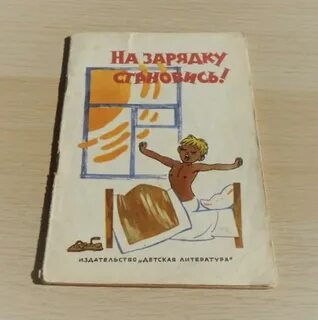 НА ЗАРЯДКУ
СТАНОВИСЬ!
ИЗДАТЕЛЬСТВО „ДЕТСКАЯ ЛИТЕРАТУРА"